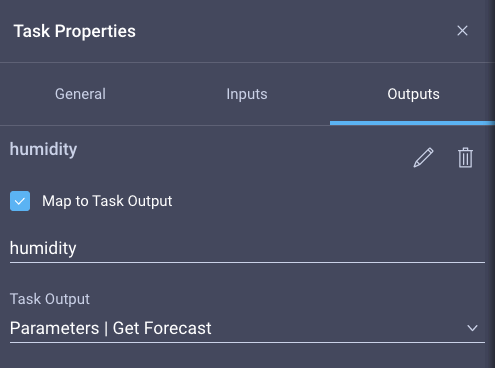 Task Properties
General
Inputs
Outputs
humidity
Map to Task Output
humidity
Task Output
Parameters | Get Forecast